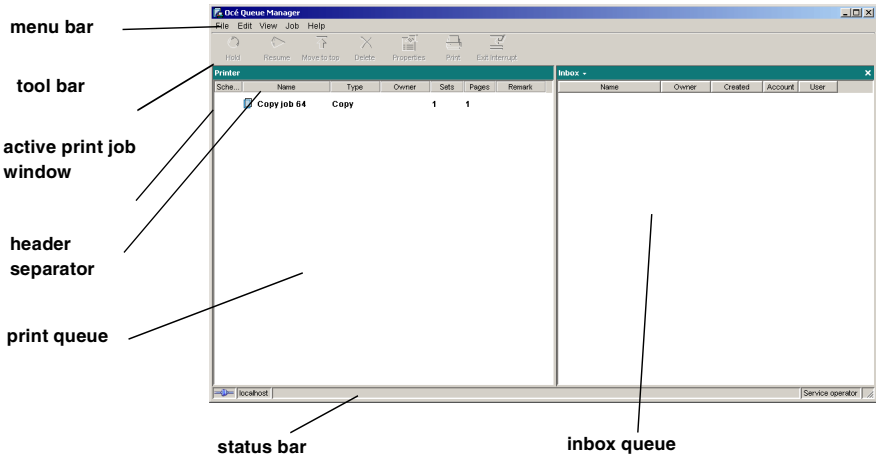 Océ Queue Manager
menu bar
File Edit View Job Help
Hold Resume Move to top Delete Properties Print Exit Interrupt
tool bar
Printer
Inbox
Sche... Name Type Owner Sets Pages Remark
Name Owner Created Account User
Copy job 64 Copy 1 1
active print job
window
header
separator
print queue
localhost
Service operator
status bar
inbox queue